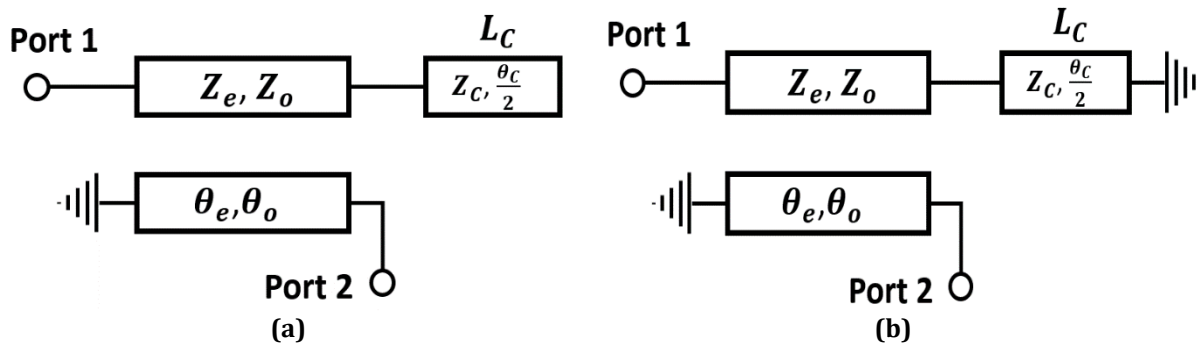 Port 1
L_C
Z_e, Z_o
Z_C, θ_C/2
θ_e,θ_o
Port 2
(a)
Port 1
L_C
Z_e, Z_o
Z_C, θ_C/2
θ_e,θ_o
Port 2
(b)